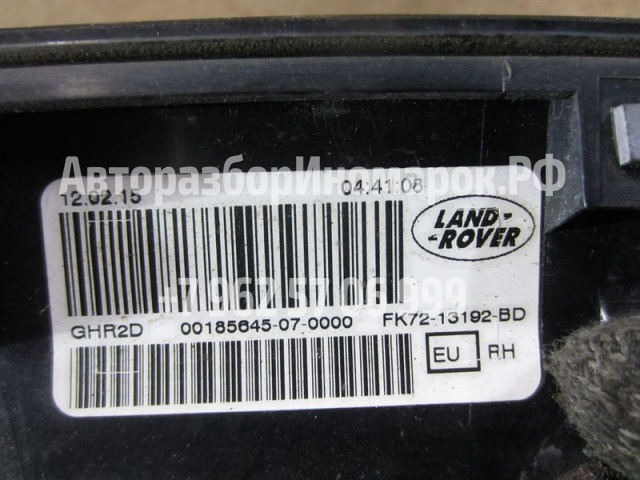 АвторазборИномарок.РФ
12.02.15 04:41:08
LAND-
-ROVER
+7 962 57 06 999
GHR2D 00185645-07-0000 FK72-13192-BD
EU RH